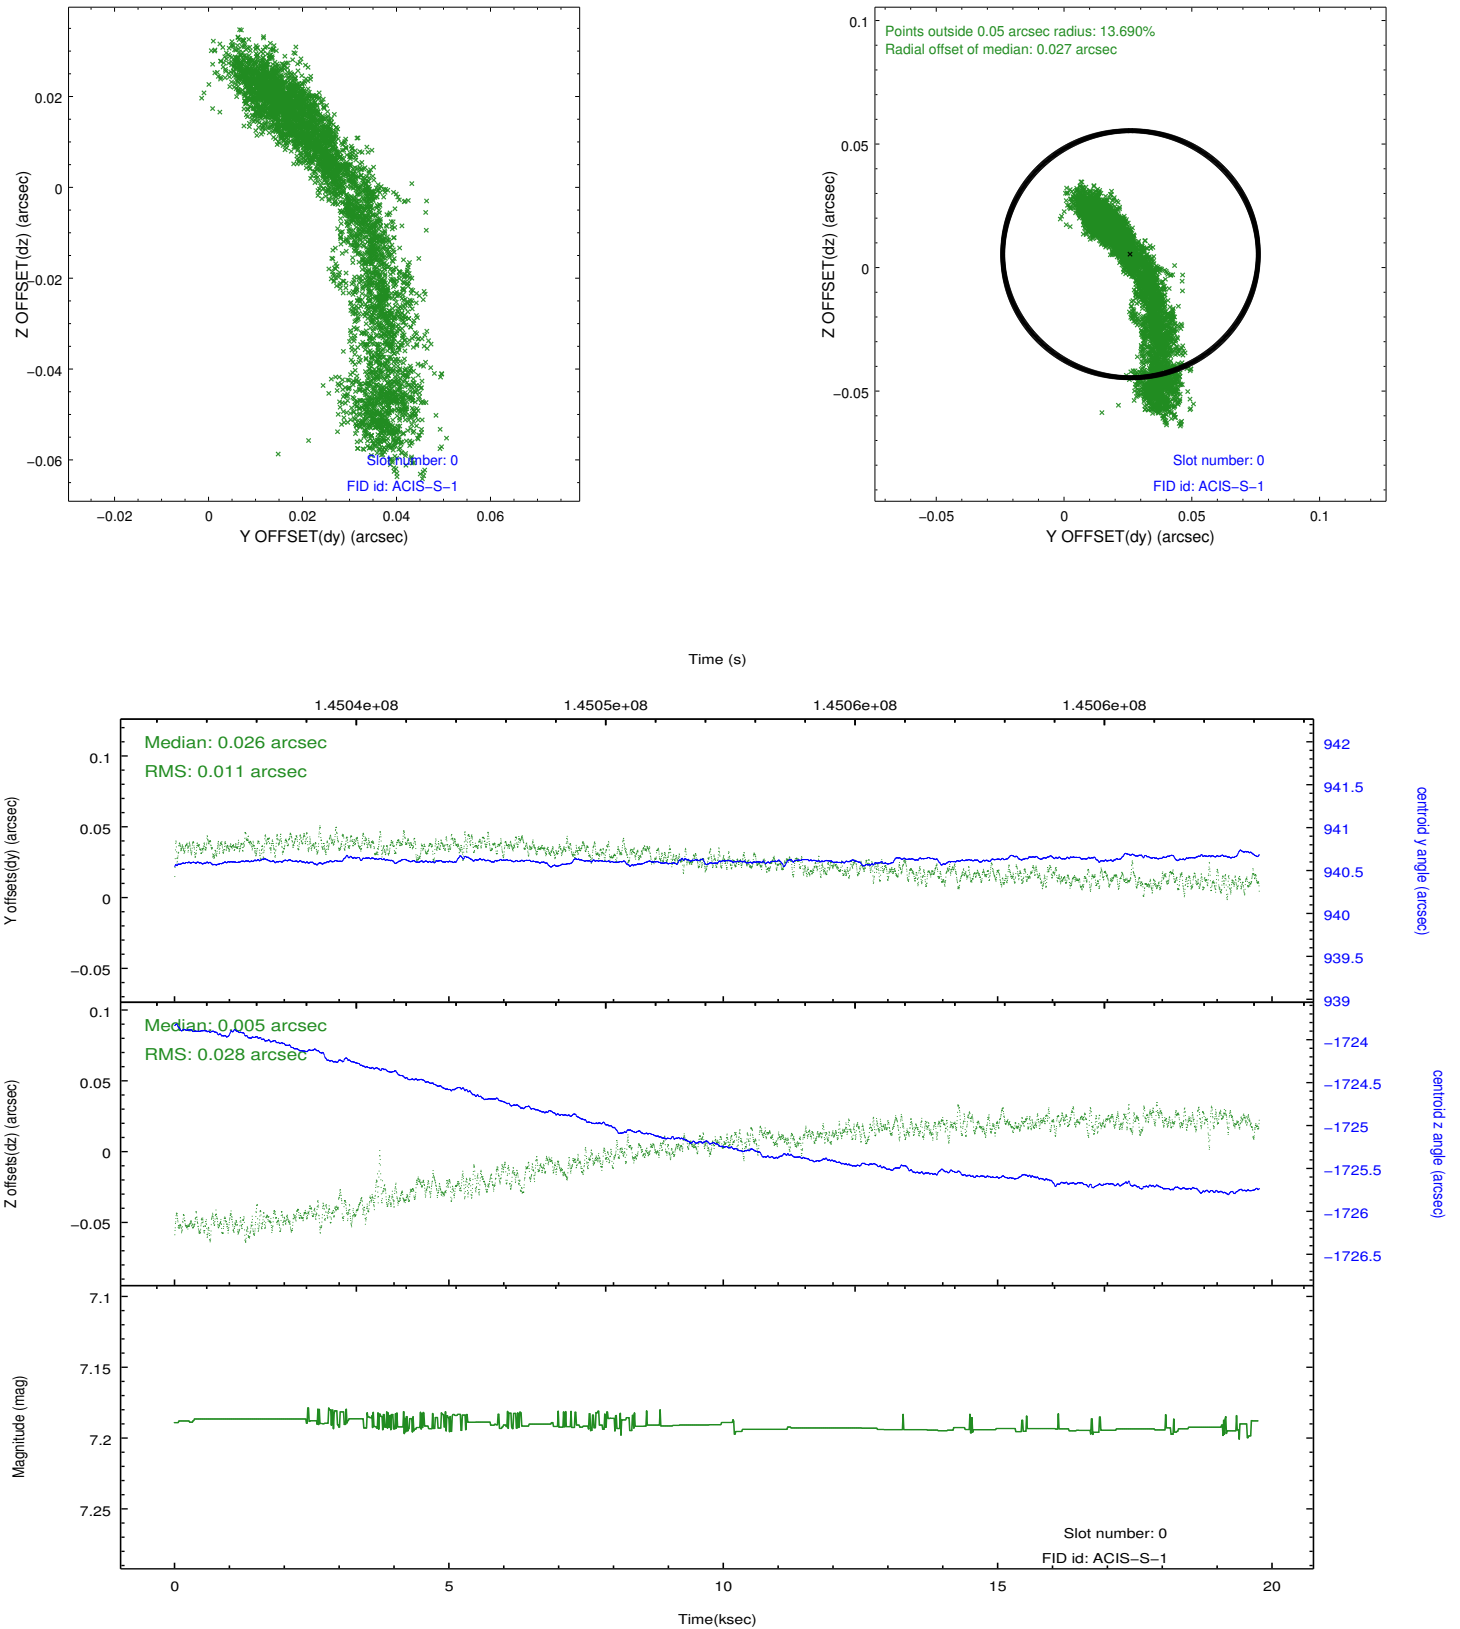 0.02
0
−0.02
−0.04
−0.06
Z OFFSET(dz) (arcsec)
Slot number: 0
FID id: ACIS−S−1
−0.02 0 0.02 0.04 0.06
Y OFFSET(dy) (arcsec)
Points outside 0.05 arcsec radius: 13.690%
Radial offset of median: 0.027 arcsec
0.1
0.05
0
−0.05
Z OFFSET(dz) (arcsec)
Slot number: 0
FID id: ACIS−S−1
−0.05 0 0.05 0.1
Y OFFSET(dy) (arcsec)
Time (s)
1.4504e+08 1.4505e+08 1.4506e+08 1.4506e+08
Median: 0.026 arcsec
RMS: 0.011 arcsec
0.1
0.05
0
−0.05
Y offsets(dy) (arcsec)
942
941.5
941
940.5
940
939.5
939
centroid y angle (arcsec)
Median: 0.005 arcsec
RMS: 0.028 arcsec
0.1
0.05
0
−0.05
Z offsets(dz) (arcsec)
−1724
−1724.5
−1725
−1725.5
−1726
−1726.5
centroid z angle (arcsec)
7.1
7.15
7.2
7.25
Magnitude (mag)
Slot number: 0
FID id: ACIS−S−1
0 5 10 15 20
Time(ksec)